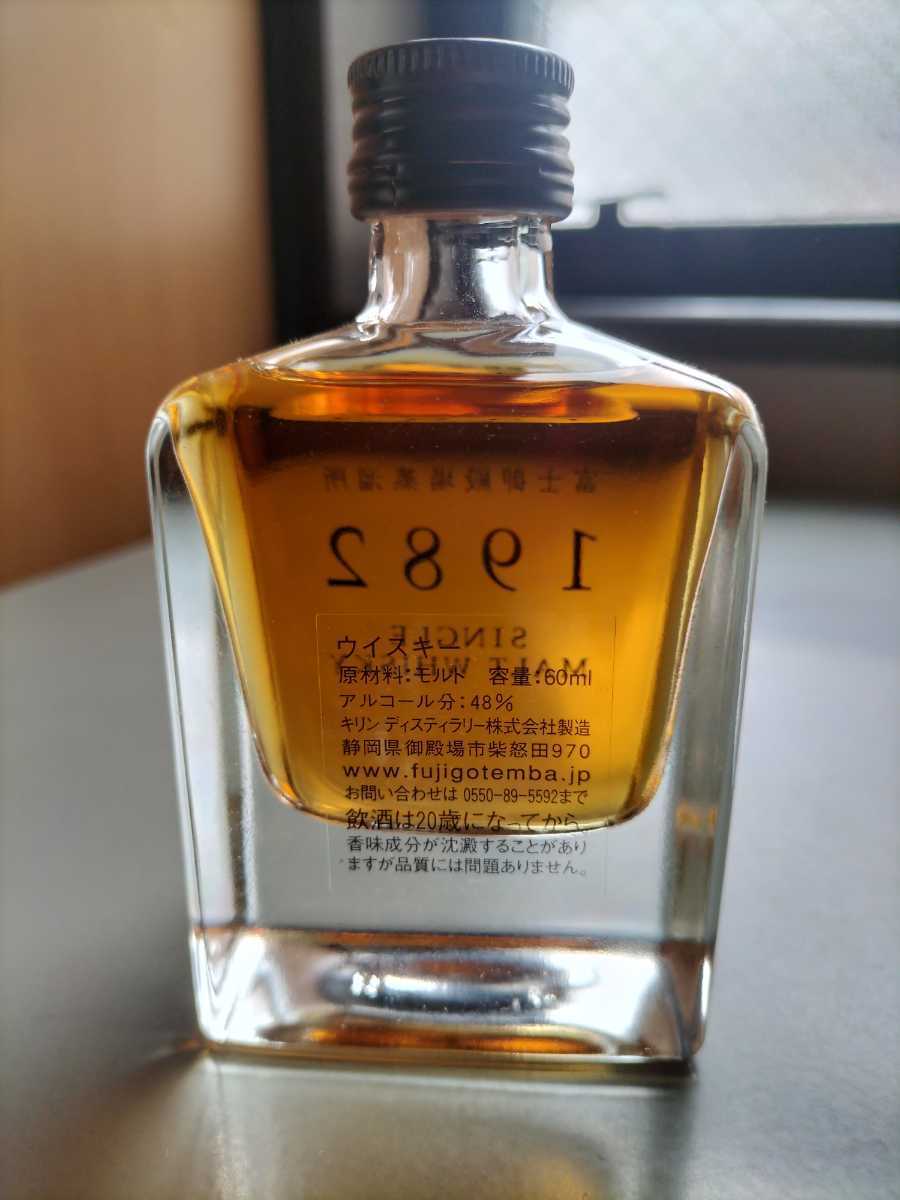 富士御殿場蒸溜所
1982
SINGLE
MALT WHISKY
ウイスキー
原材料:モルト 容量:60ml
アルコール分:48%
キリン ディスティラリー株式会社製造
静岡県御殿場市柴怒田970
www.fujigotemba.jp
お問い合わせは 0550-89-5592まで
飲酒は20歳になってから。
香味成分が沈澱することがあり
ますが品質には問題ありません。